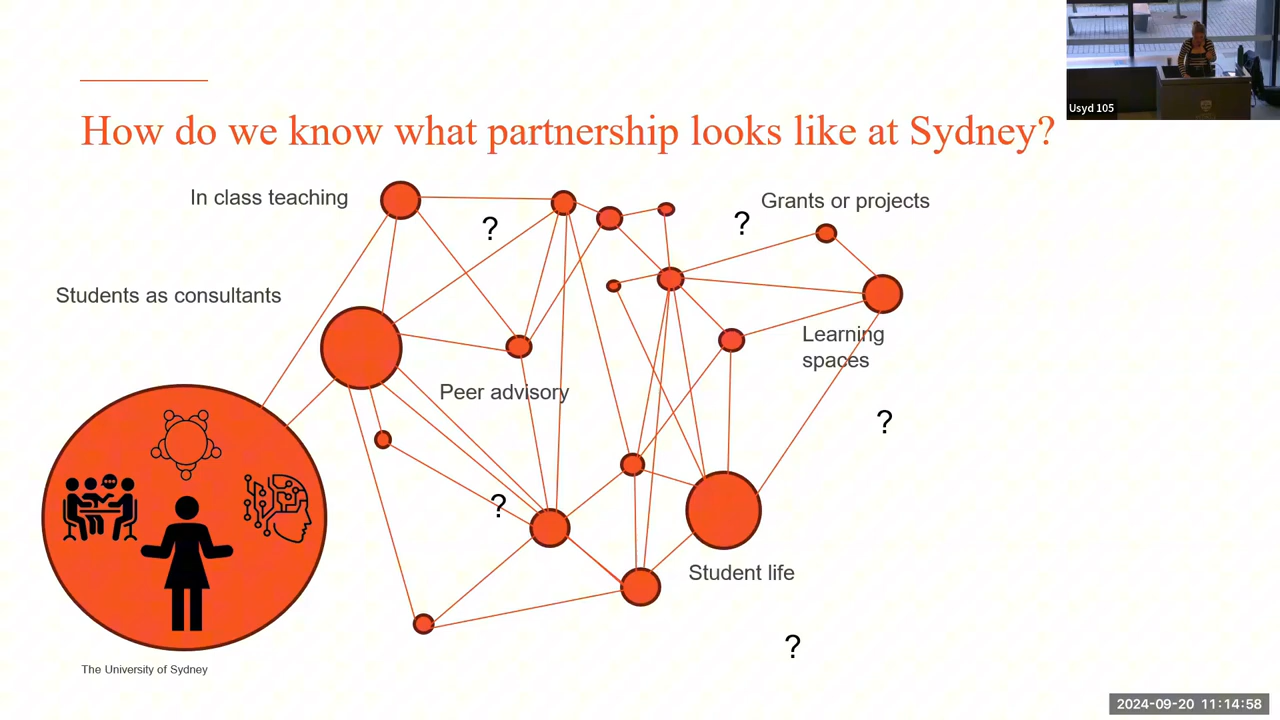 Usyd 105
How do we know what partnership looks like at Sydney?
In class teaching
Grants or projects
?
?
Students as consultants
Learning
spaces
Peer advisory
?
?
Student life
?
The University of Sydney
2024-09-20 11:14:58